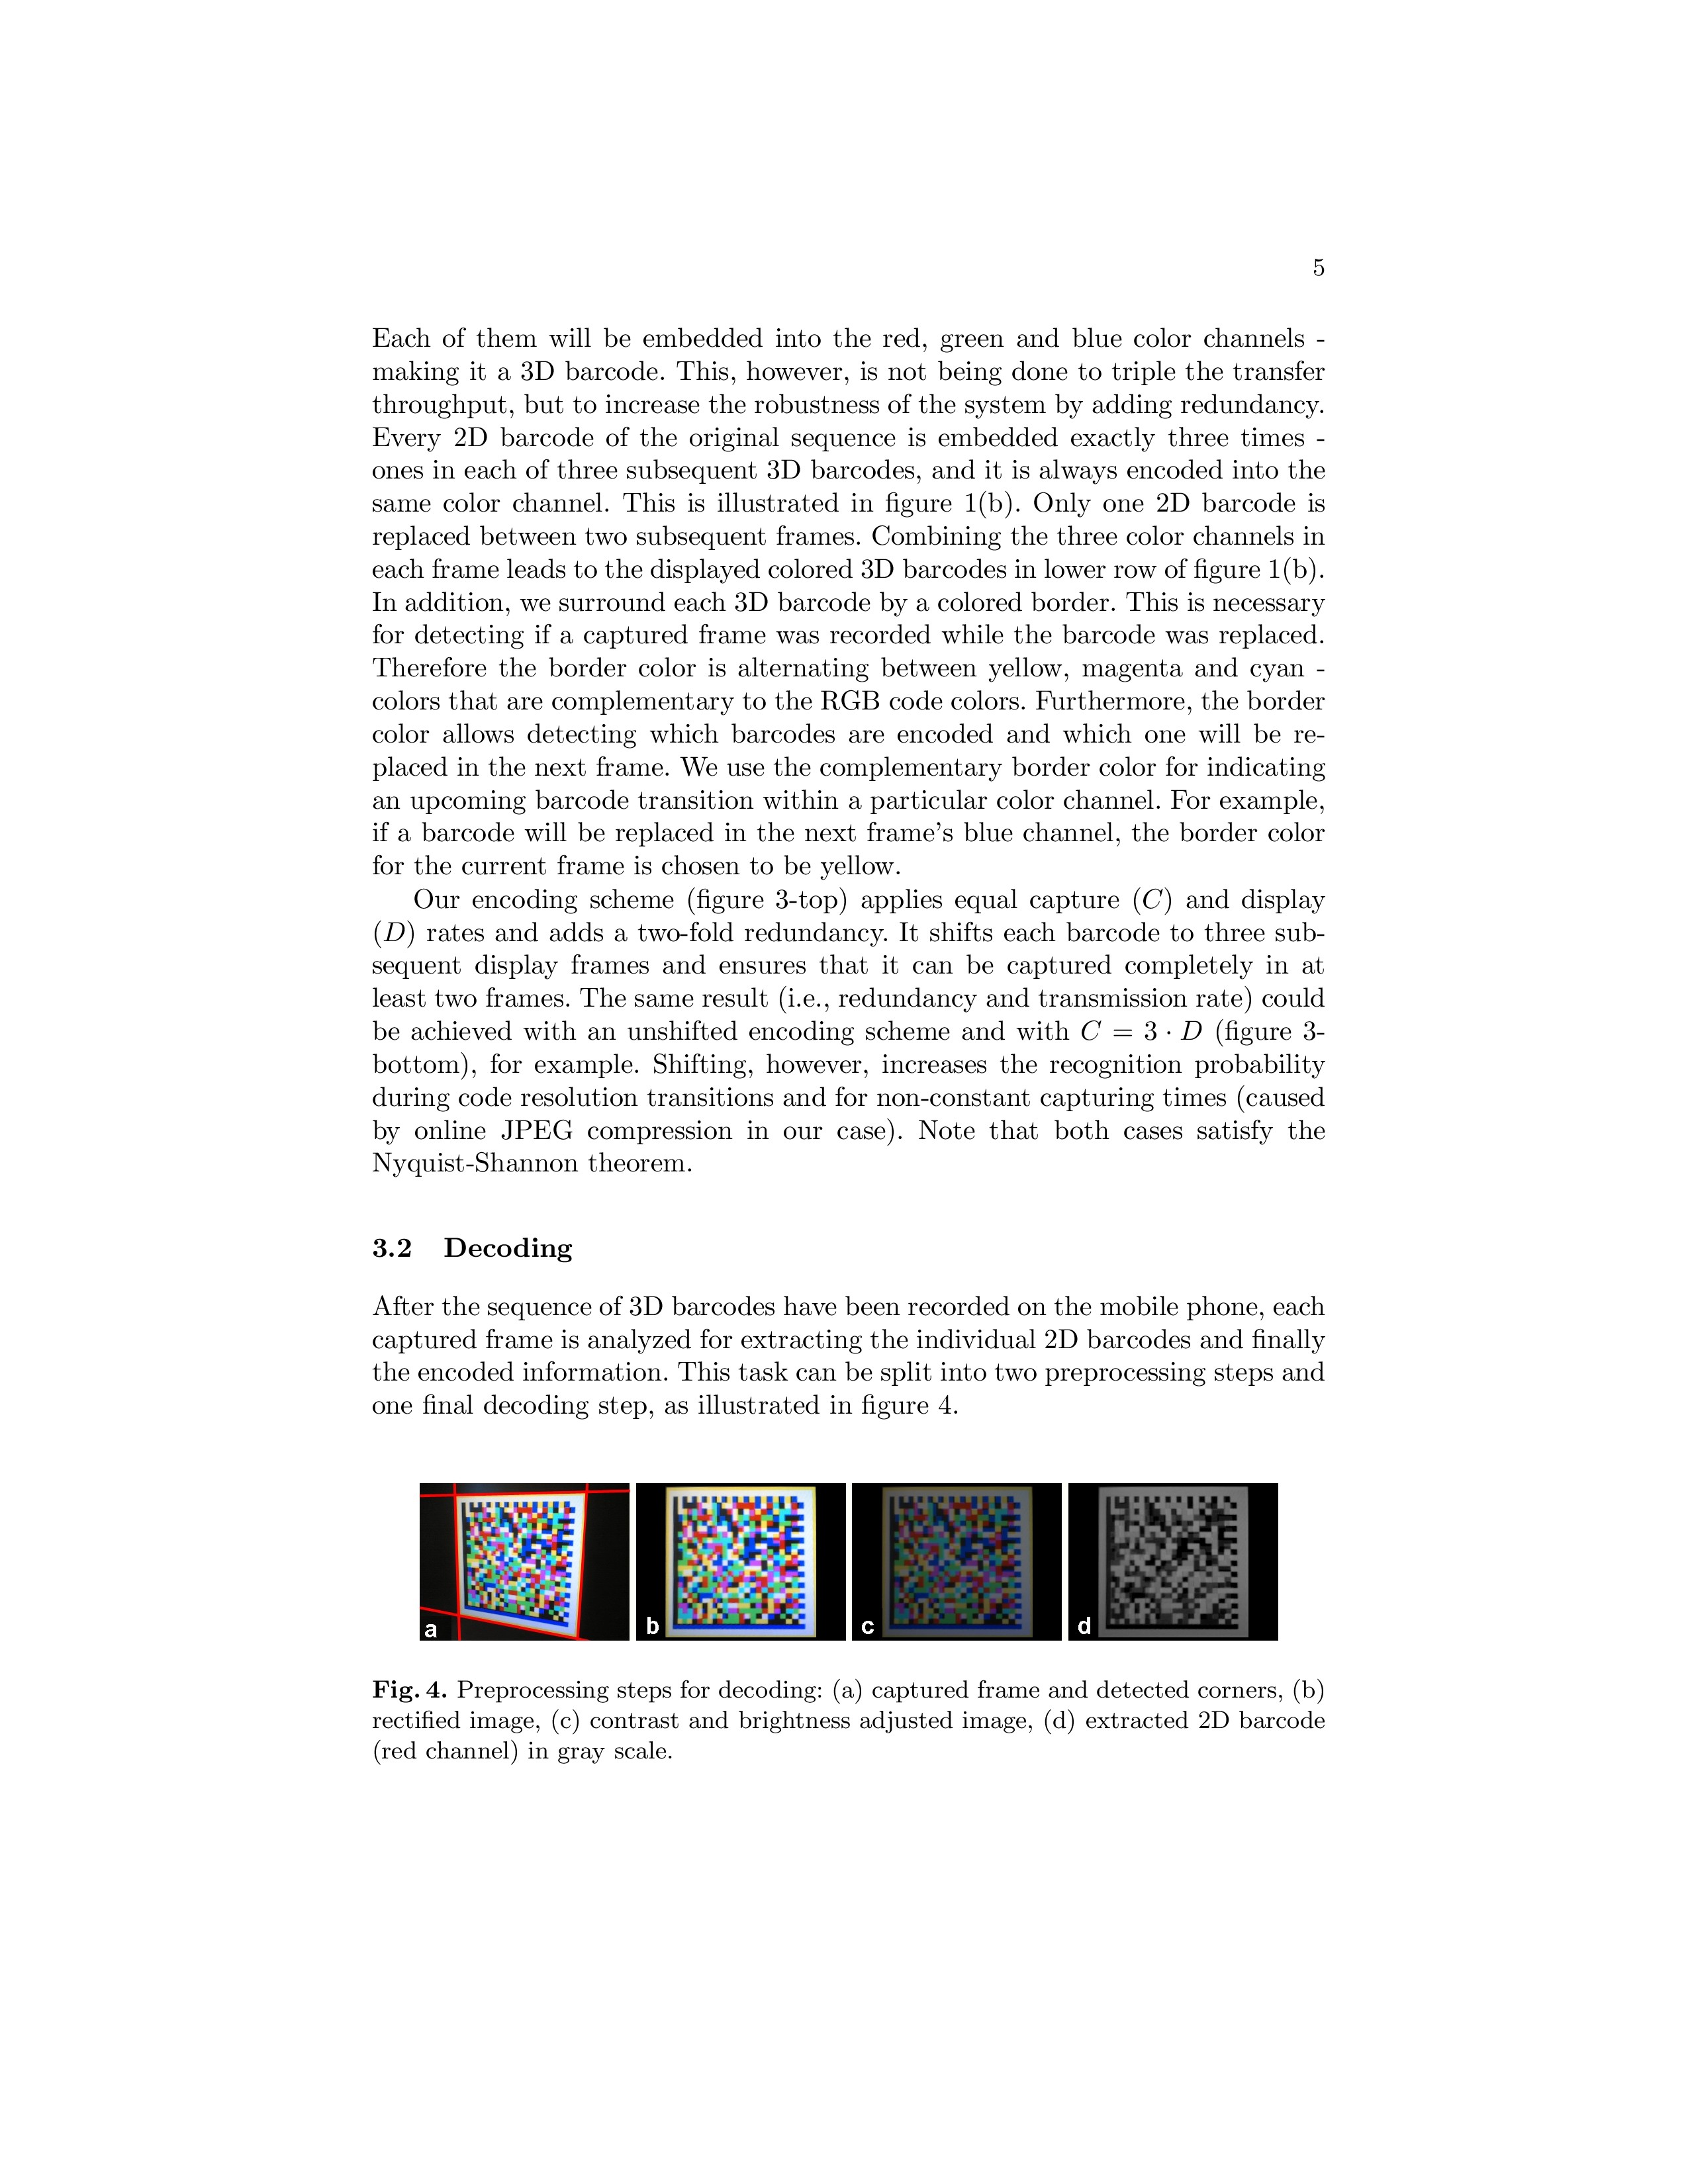 5
Each of them will be embedded into the red, green and blue color channels -
making it a 3D barcode. This, however, is not being done to triple the transfer
throughput, but to increase the robustness of the system by adding redundancy.
Every 2D barcode of the original sequence is embedded exactly three times -
ones in each of three subsequent 3D barcodes, and it is always encoded into the
same color channel. This is illustrated in figure 1(b). Only one 2D barcode is
replaced between two subsequent frames. Combining the three color channels in
each frame leads to the displayed colored 3D barcodes in lower row of figure 1(b).
In addition, we surround each 3D barcode by a colored border. This is necessary
for detecting if a captured frame was recorded while the barcode was replaced.
Therefore the border color is alternating between yellow, magenta and cyan -
colors that are complementary to the RGB code colors. Furthermore, the border
color allows detecting which barcodes are encoded and which one will be re-
placed in the next frame. We use the complementary border color for indicating
an upcoming barcode transition within a particular color channel. For example,
if a barcode will be replaced in the next frame's blue channel, the border color
for the current frame is chosen to be yellow.
Our encoding scheme (figure 3-top) applies equal capture (C) and display
(D) rates and adds a two-fold redundancy. It shifts each barcode to three sub-
sequent display frames and ensures that it can be captured completely in at
least two frames. The same result (i.e., redundancy and transmission rate) could
be achieved with an unshifted encoding scheme and with C = 3 · D (figure 3-
bottom), for example. Shifting, however, increases the recognition probability
during code resolution transitions and for non-constant capturing times (caused
by online JPEG compression in our case). Note that both cases satisfy the
Nyquist-Shannon theorem.
3.2 Decoding
After the sequence of 3D barcodes have been recorded on the mobile phone, each
captured frame is analyzed for extracting the individual 2D barcodes and finally
the encoded information. This task can be split into two preprocessing steps and
one final decoding step, as illustrated in figure 4.
a b c d
Fig. 4. Preprocessing steps for decoding: (a) captured frame and detected corners, (b)
rectified image, (c) contrast and brightness adjusted image, (d) extracted 2D barcode
(red channel) in gray scale.